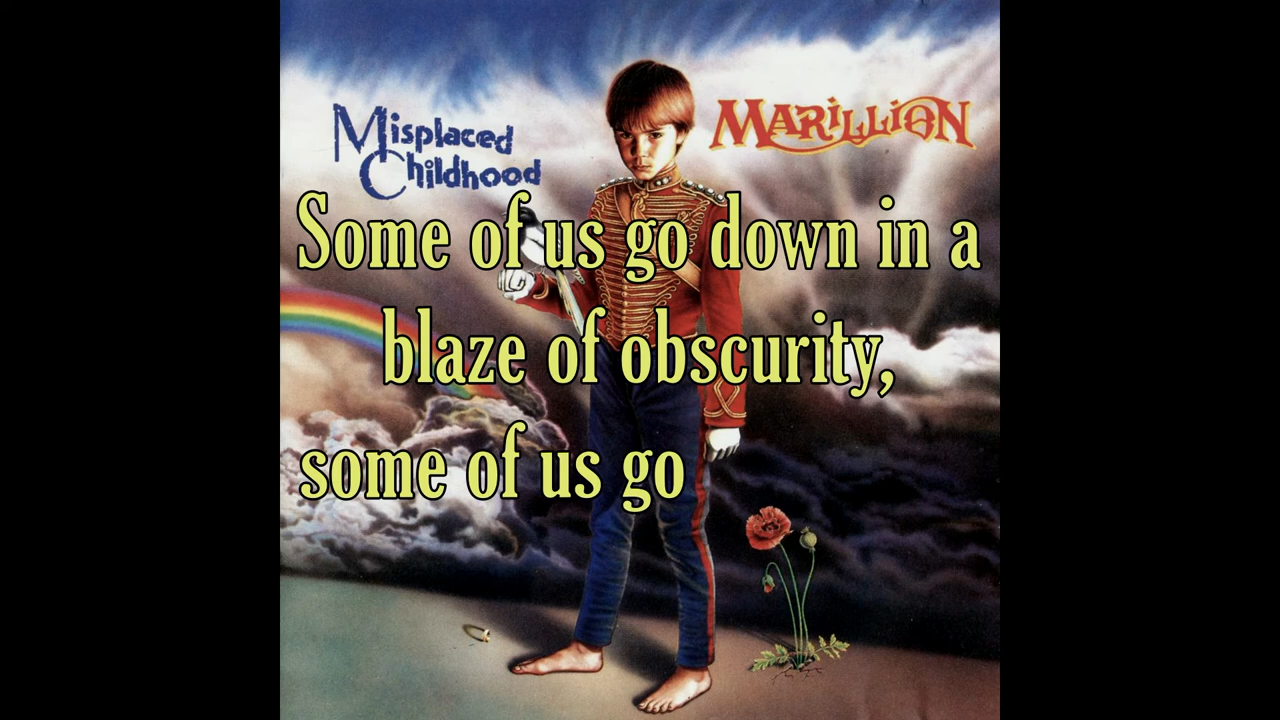 Misplaced
Childhood
MARiLLiON
Some of us go down in a
blaze of obscurity,
some of us go